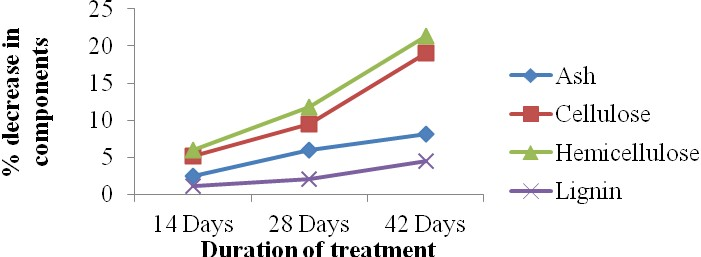 % decrease in
components
25
20
15
10
5
0
14 Days
28 Days
42 Days
Duration of treatment
Ash
Cellulose
Hemicellulose
Lignin